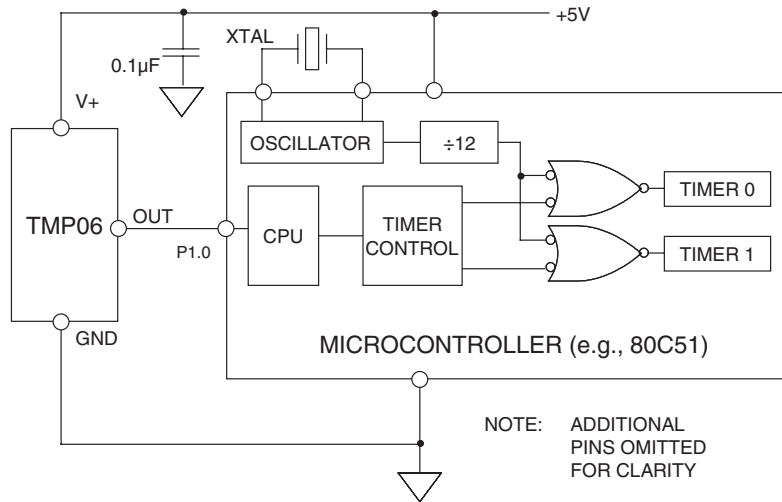 +5V
XTAL
0.1µF
V+
OSCILLATOR
÷12
TMP06
OUT
P1.0
CPU
TIMER
CONTROL
TIMER 0
TIMER 1
GND
MICROCONTROLLER (e.g., 80C51)
NOTE: ADDITIONAL
PINS OMITTED
FOR CLARITY